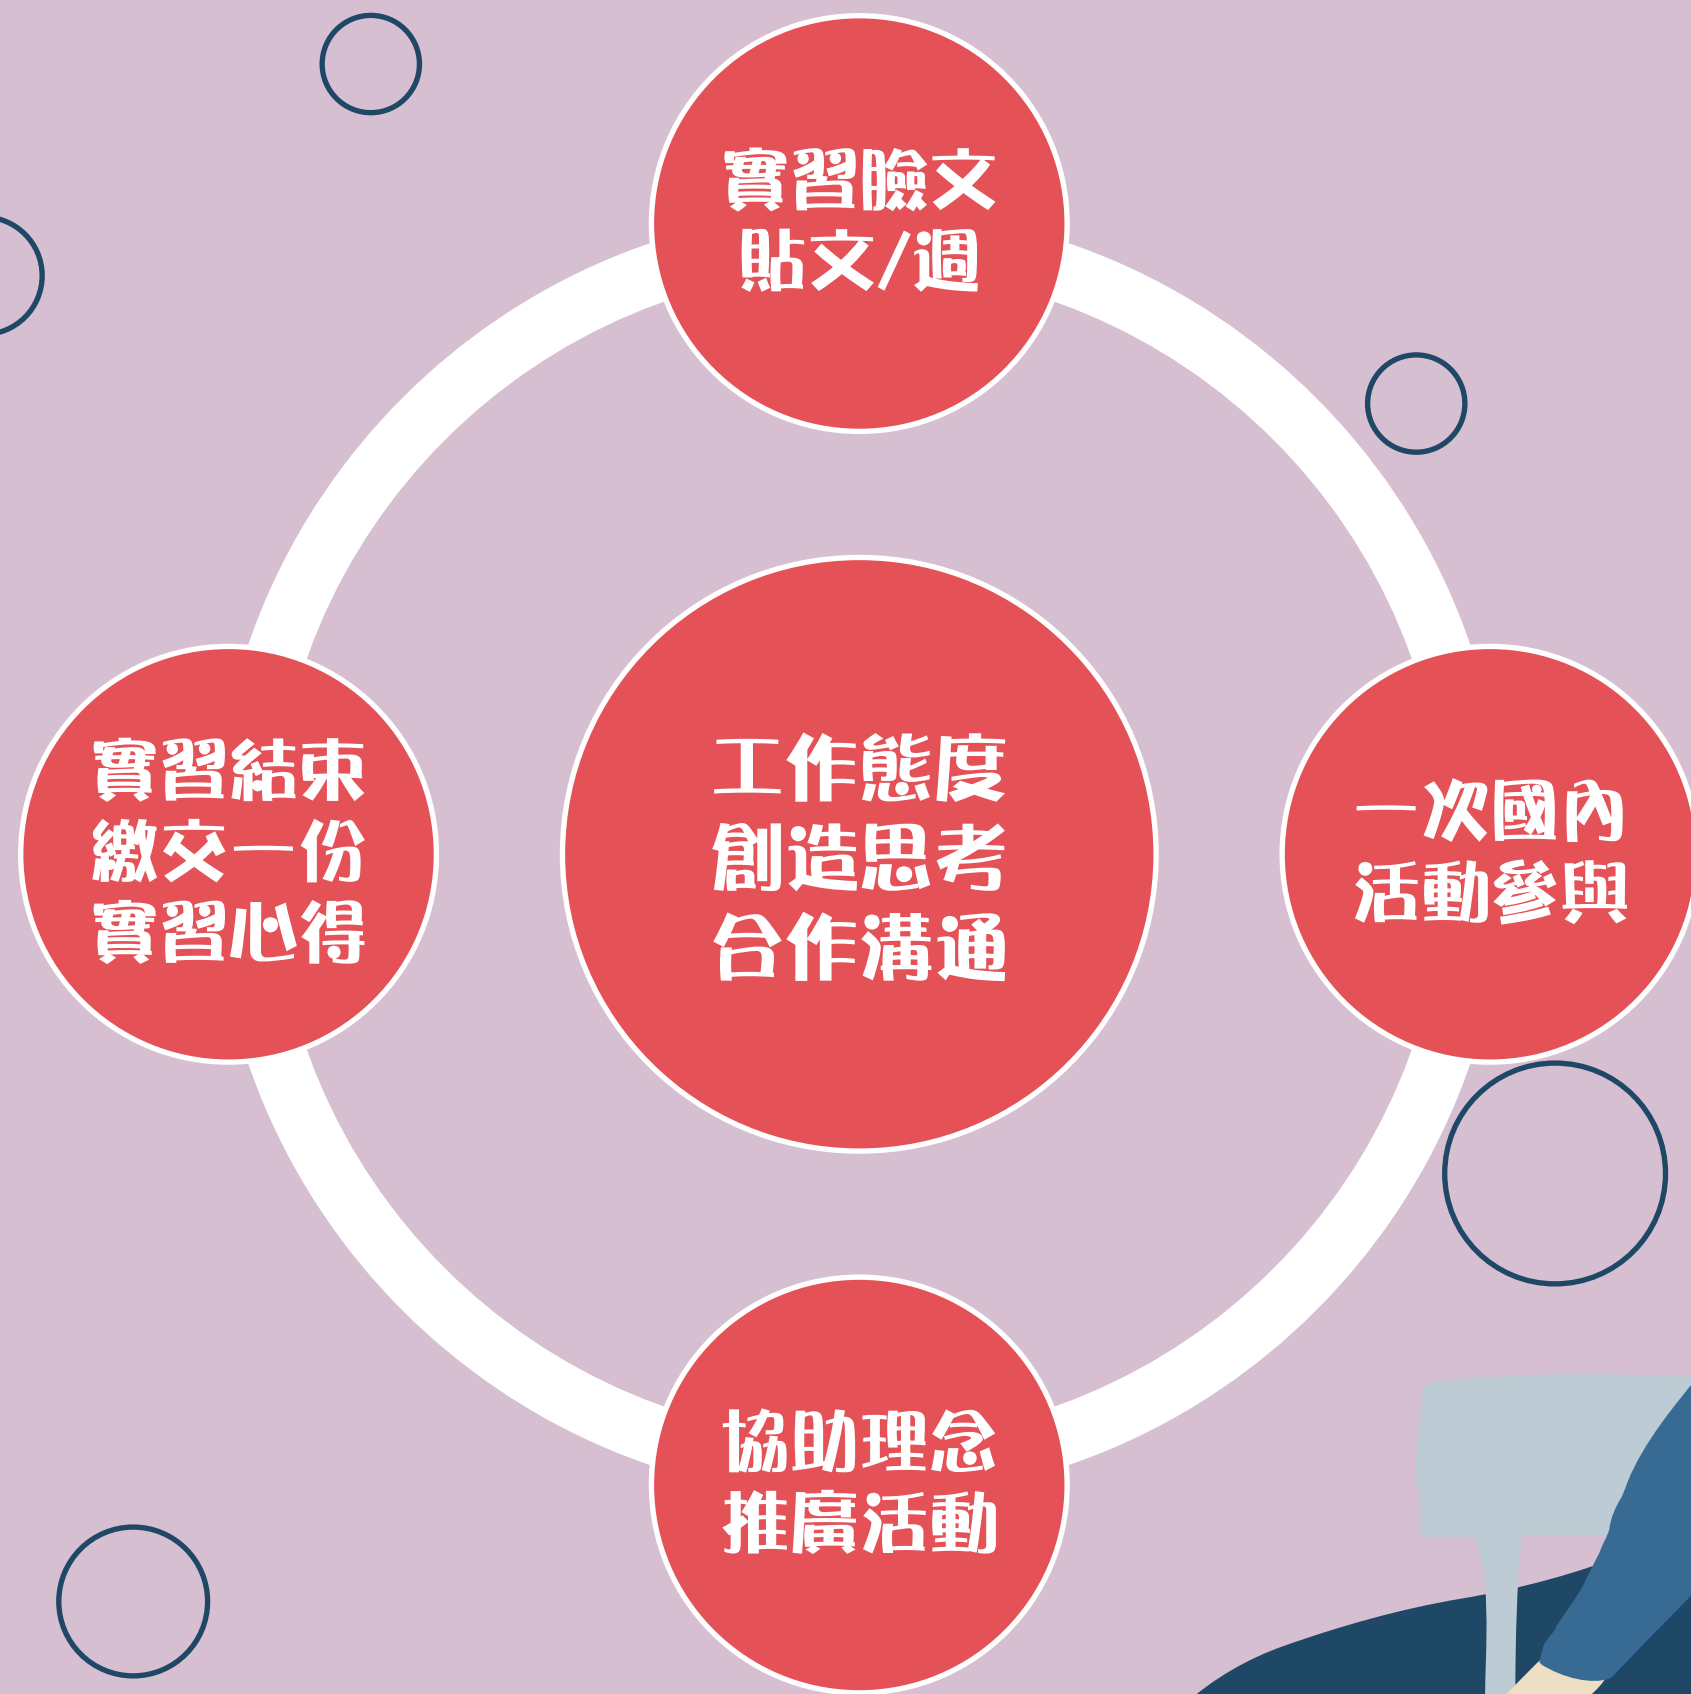 實習臉文
貼文/週
實習結束
繳交一份
實習心得
工作態度
創造思考
合作溝通
一次國內
活動參與
協助理念
推廣活動